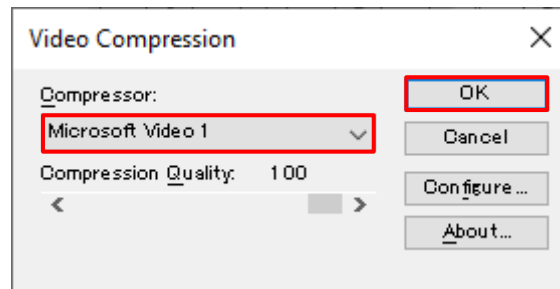 Video Compression
Compressor:
Microsoft Video 1
Compression Quality: 100
OK
Cancel
Configure...
About...